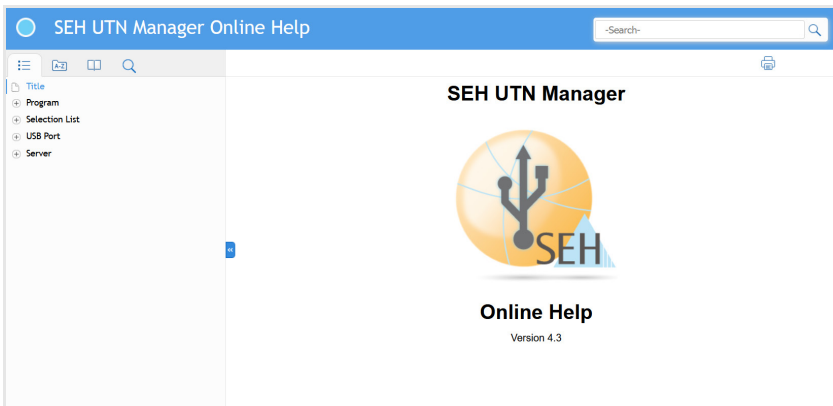 SEH UTN Manager Online Help
-Search-
A-Z
Title
Program
Selection List
USB Port
Server
SEH UTN Manager
SEH
Online Help
Version 4.3